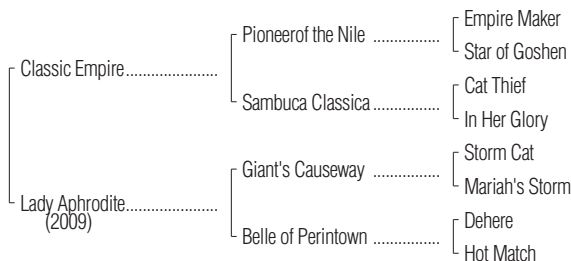 Empire Maker
Pioneerof the Nile ................
Star of Goshen
Classic Empire......................
Cat Thief
Sambuca Classica ................
In Her Glory
Storm Cat
Giant's Causeway ................
Mariah's Storm
Lady Aphrodite......................
(2009)
Dehere
Belle of Perintown ................
Hot Match